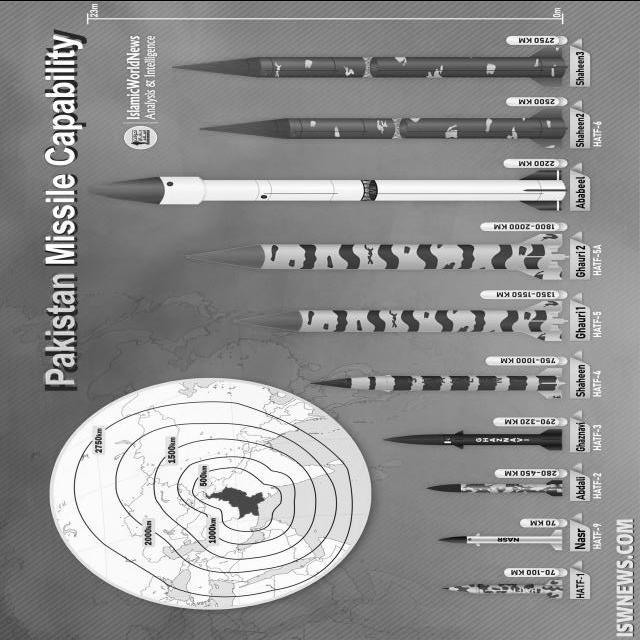 Pakistan Missile Capability
IslamicWorldNews
Analysis & Intelligence
23m
0m
70-100 KM
HATF-1
70 KM
NASR
Nasr
HATF-9
280-450 KM
Abdali
HATF-2
290-320 KM
GHAZNAVI
Ghaznavi
HATF-3
750-1000 KM
Shaheen
HATF-4
1350-1550 KM
Ghauri1
HATF-5
1800-2000 KM
Ghauri2
HATF-5A
2200 KM
Ababeel
2500 KM
Shaheen2
HATF-6
2750 KM
Shaheen3
2750km
2000km
1500km
1000km
500km
ISWNEWS.COM